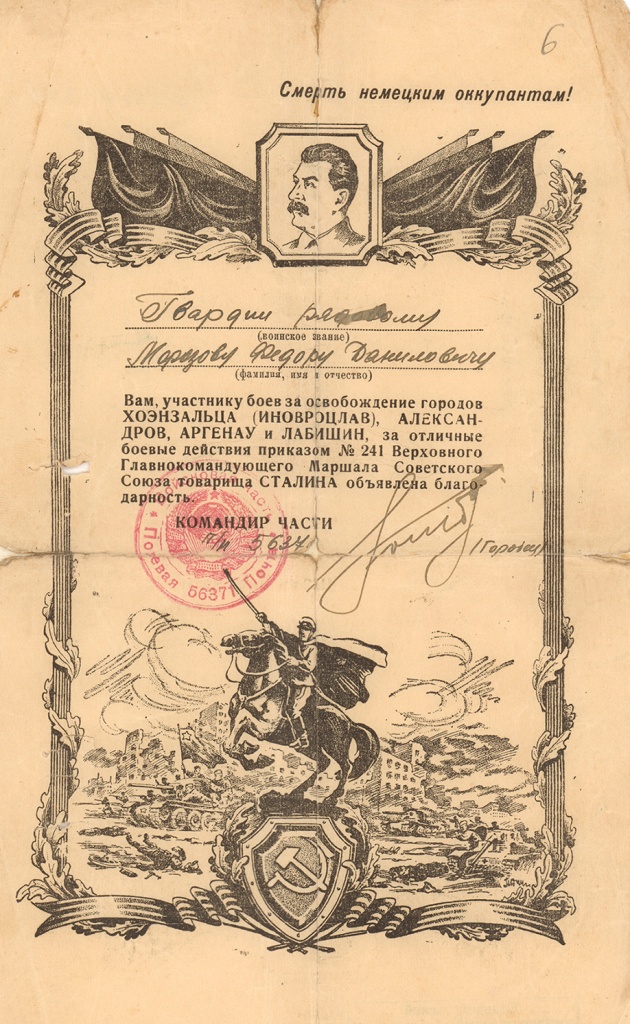 6
Смерть немецким оккупантам!
Гвардии рядовому
(воинское звание)
Морозову Федору Даниловичу
(фамилия, имя и отчество)
Вам, участнику боев за освобождение городов
ХОЭНЗАЛЬЦА (ИНОВРОЦЛАВ), АЛЕКСАН-
ДРОВ, АРГЕНАУ и ЛАБИШИН, за отличные
боевые действия приказом № 241 Верховного
Главнокомандующего Маршала Советского
Союза товарища СТАЛИНА объявлена благо-
дарность.
КОМАНДИР ЧАСТИ
п/п 56371
Полевая 56371 Почта